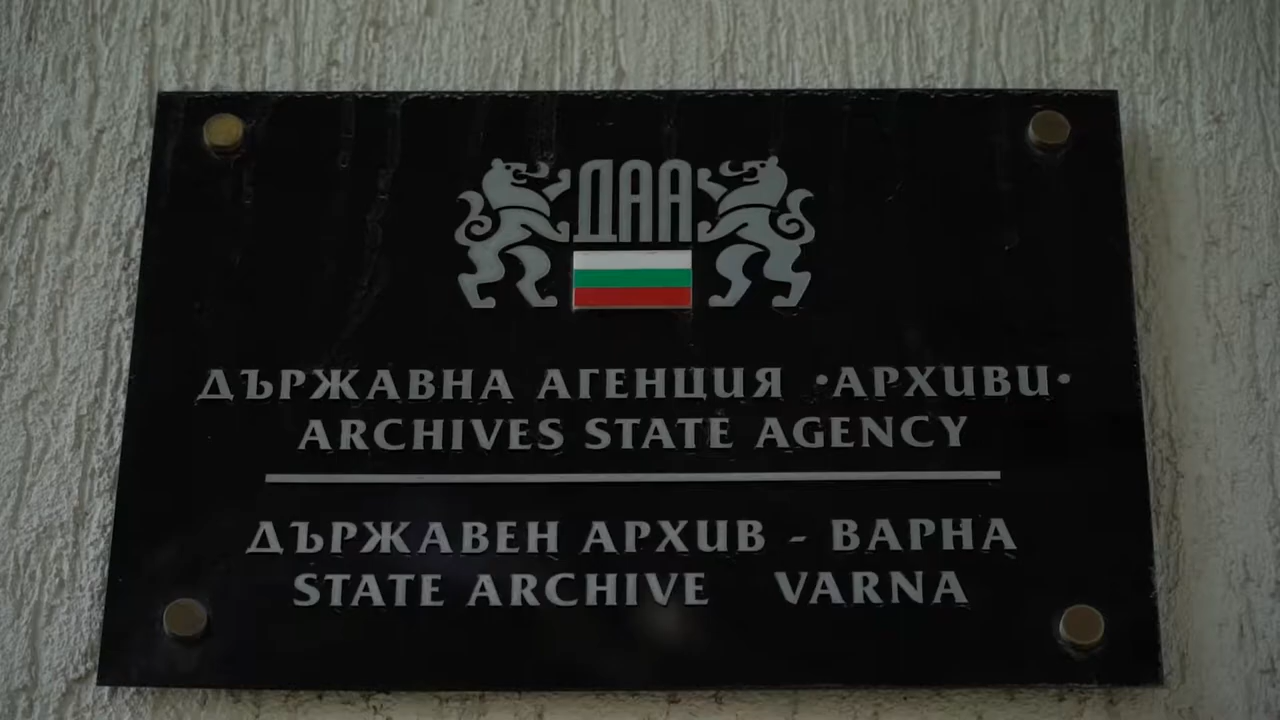 ДАА
ДЪРЖАВНА АГЕНЦИЯ •АРХИВИ•
ARCHIVES STATE AGENCY
ДЪРЖАВЕН АРХИВ - ВАРНА
STATE ARCHIVE VARNA